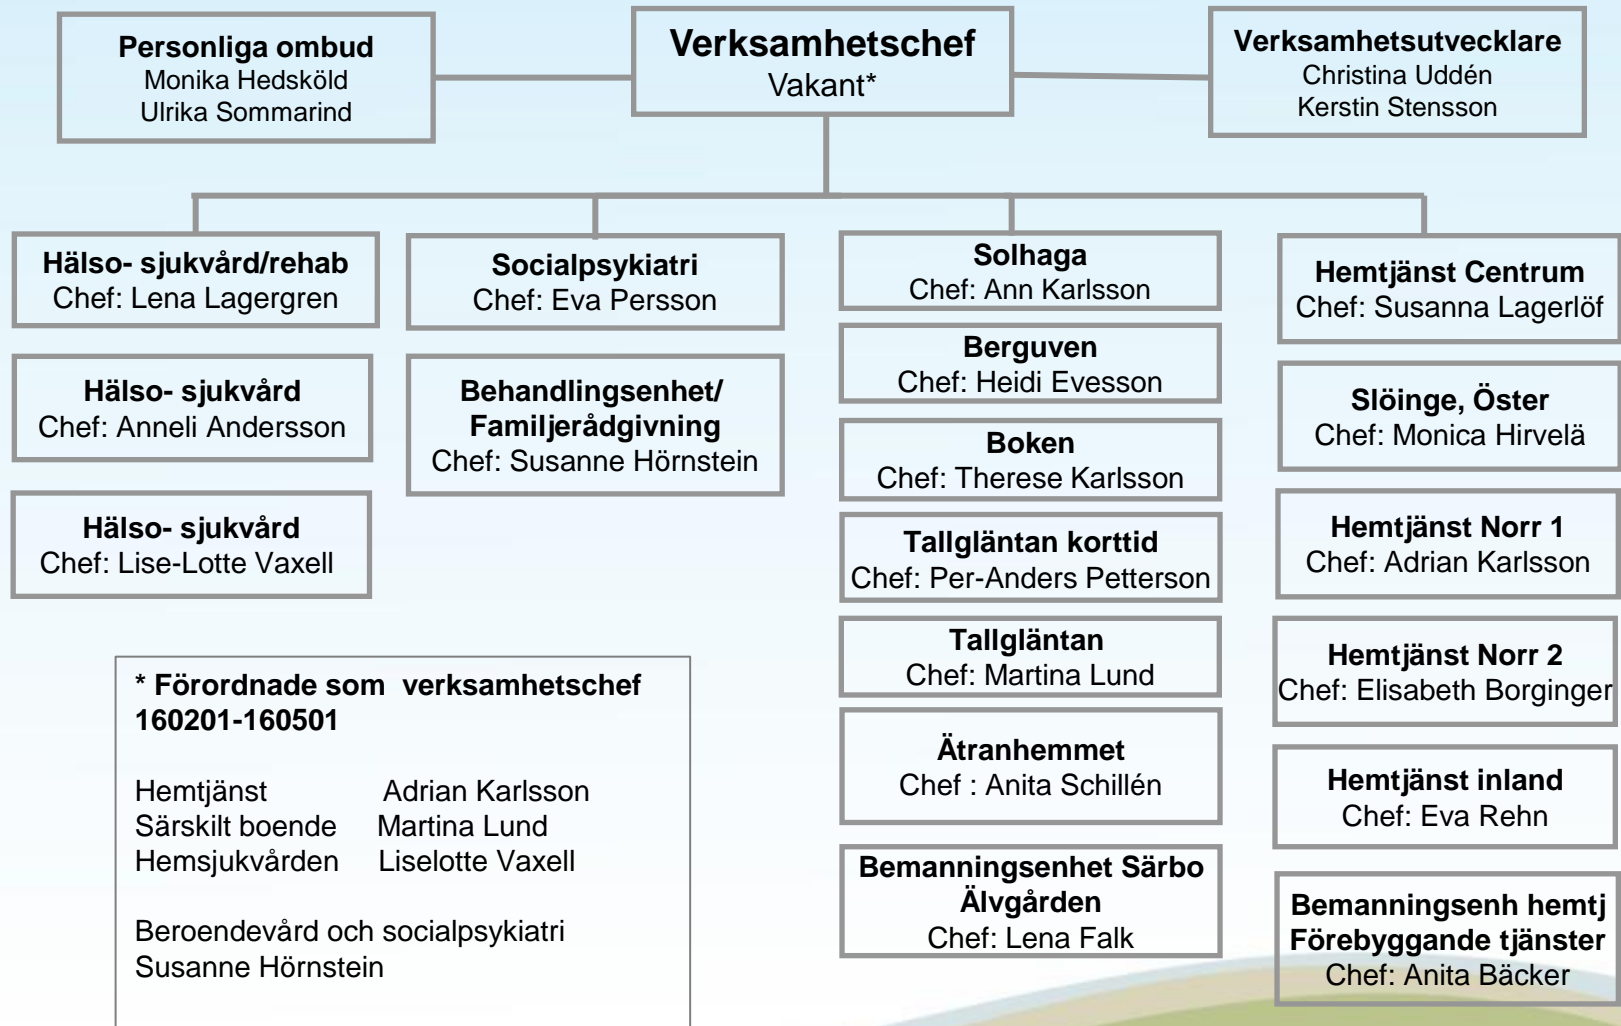 Personliga ombud
Monika Hedsköld
Ulrika Sommarind
Verksamhetschef
Vakant*
Verksamhetsutvecklare
Christina Uddén
Kerstin Stensson
Hälso- sjukvård/rehab
Chef: Lena Lagergren
Hälso- sjukvård
Chef: Anneli Andersson
Hälso- sjukvård
Chef: Lise-Lotte Vaxell
Socialpsykiatri
Chef: Eva Persson
Behandlingsenhet/
Familjerådgivning
Chef: Susanne Hörnstein
Solhaga
Chef: Ann Karlsson
Berguven
Chef: Heidi Evesson
Boken
Chef: Therese Karlsson
Tallgläntan korttid
Chef: Per-Anders Petterson
Tallgläntan
Chef: Martina Lund
Ätranhemmet
Chef : Anita Schillén
Bemanningsenhet Särbo
Älvgården
Chef: Lena Falk
Hemtjänst Centrum
Chef: Susanna Lagerlöf
Slöinge, Öster
Chef: Monica Hirvelä
Hemtjänst Norr 1
Chef: Adrian Karlsson
Hemtjänst Norr 2
Chef: Elisabeth Borginger
Hemtjänst inland
Chef: Eva Rehn
Bemanningsenh hemtj
Förebyggande tjänster
Chef: Anita Bäcker
* Förordnade som verksamhetschef
160201-160501
Hemtjänst Adrian Karlsson
Särskilt boende Martina Lund
Hemsjukvården Liselotte Vaxell
Beroendevård och socialpsykiatri
Susanne Hörnstein